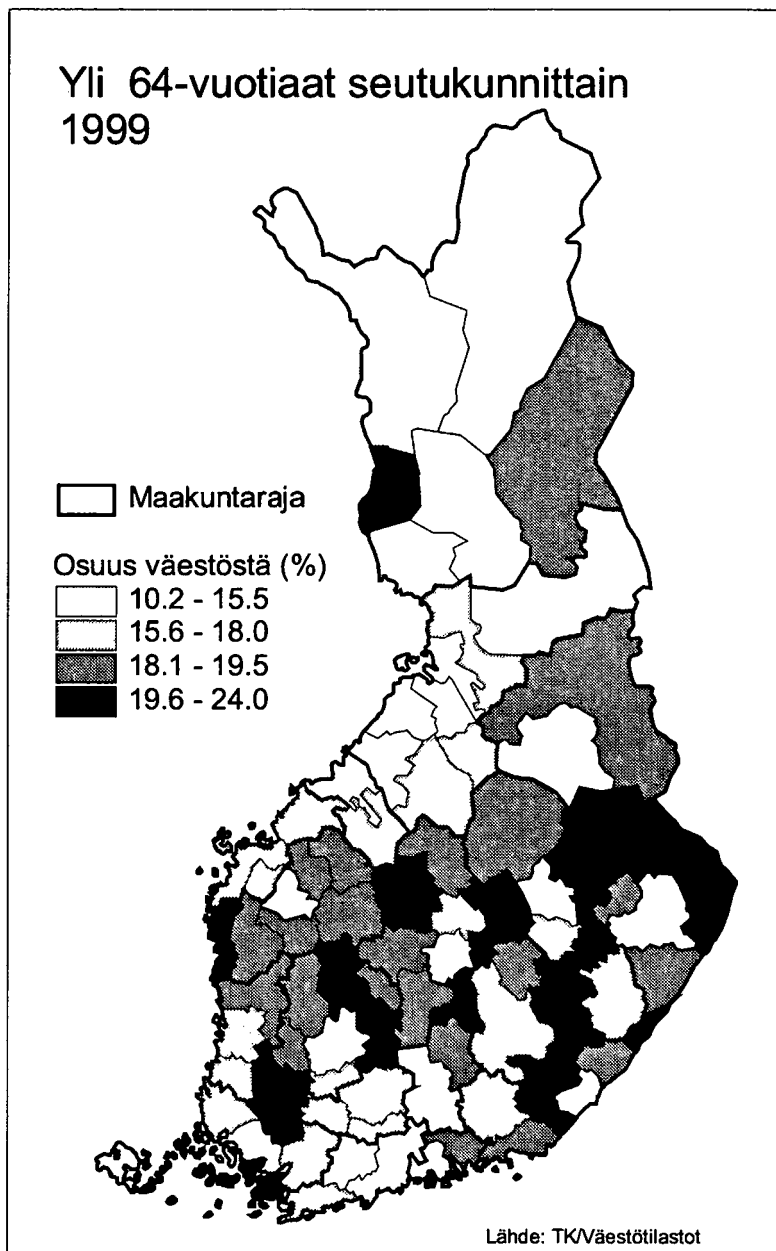 Yli 64-vuotiaat seutukunnittain
1999
Maakuntaraja
Osuus väestöstä (%)
10.2 - 15.5
15.6 - 18.0
18.1 - 19.5
19.6 - 24.0
Lähde: TK/Väestötilastot